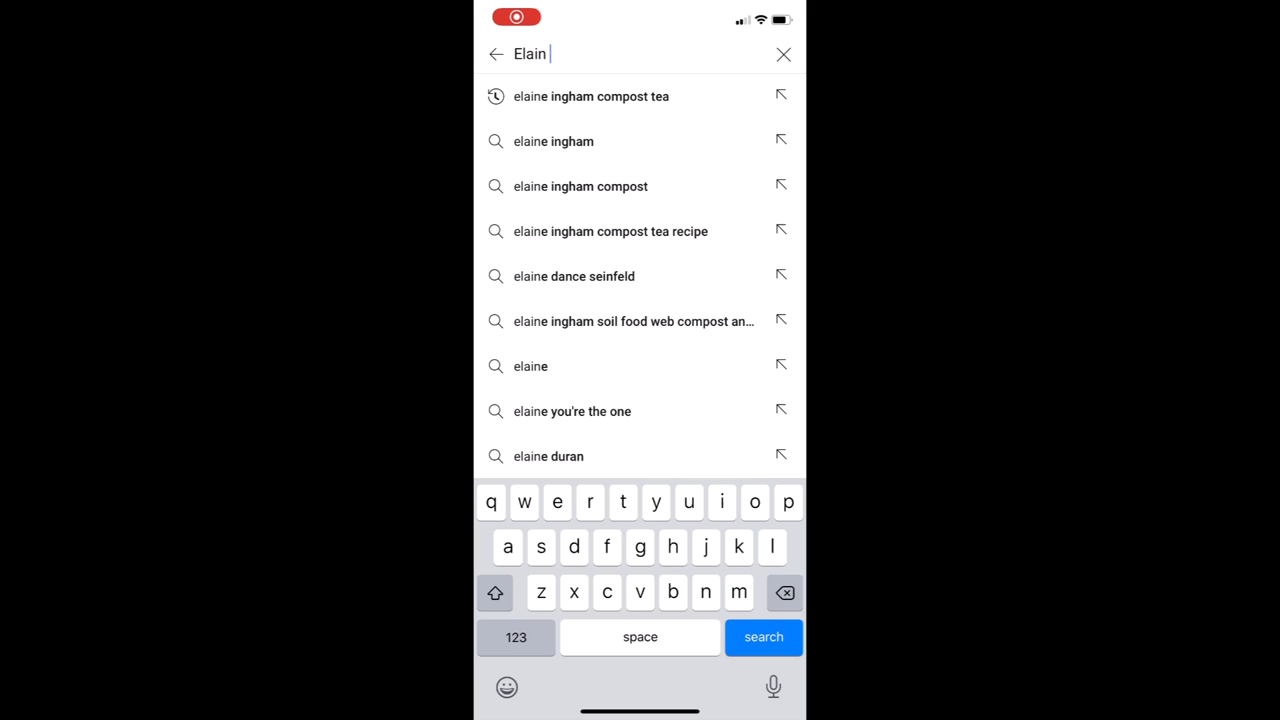 Elain
elaine ingham compost tea
elaine ingham
elaine ingham compost
elaine ingham compost tea recipe
elaine dance seinfeld
elaine ingham soil food web compost an...
elaine
elaine you're the one
elaine duran
q w e r t y u i o p
a s d f g h j k l
z x c v b n m
123 space search